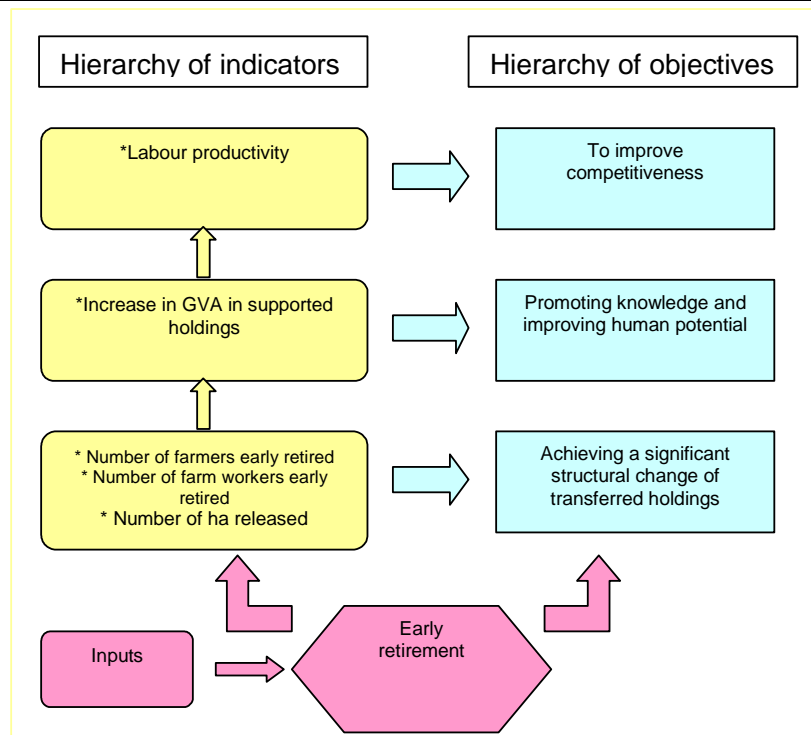 Hierarchy of indicators
Hierarchy of objectives
*Labour productivity
To improve
competitiveness
*Increase in GVA in supported
holdings
Promoting knowledge and
improving human potential
* Number of farmers early retired
* Number of farm workers early
retired
* Number of ha released
Achieving a significant
structural change of
transferred holdings
Inputs
Early
retirement